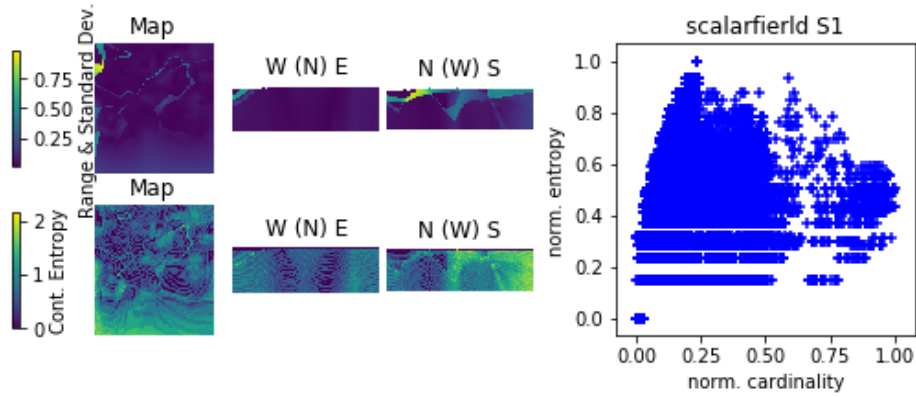 Map
W (N) E
N (W) S
Range & Standard Dev.
0.75
0.50
0.25
Map
W (N) E
N (W) S
Cont. Entropy
2
1
0
scalarfierld S1
norm. entropy
1.0
0.8
0.6
0.4
0.2
0.0
0.00 0.25 0.50 0.75 1.00
norm. cardinality